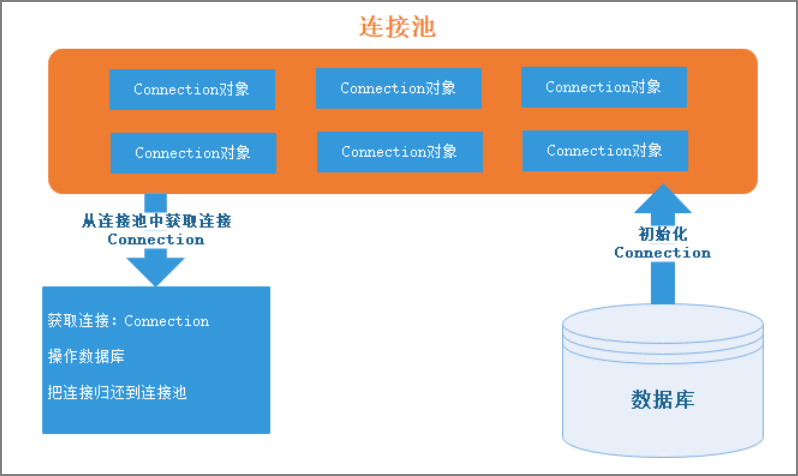 连接池
Connection对象
Connection对象
Connection对象
Connection对象
Connection对象
Connection对象
从连接池中获取连接
Connection
初始化
Connection
获取连接：Connection
操作数据库
把连接归还到连接池
数据库